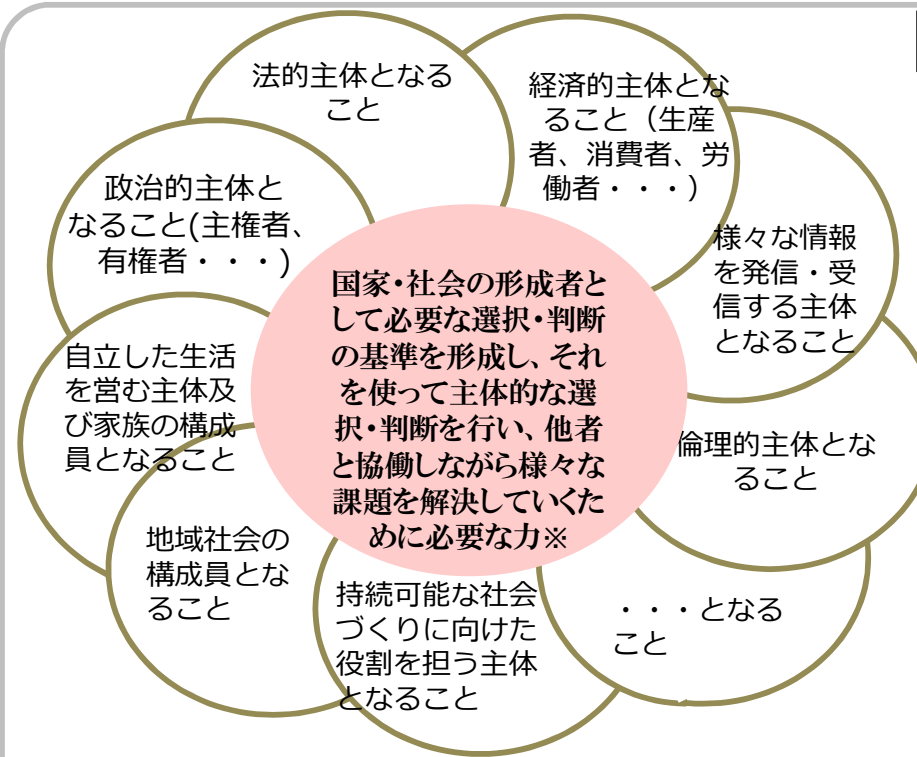 法的主体となる
こと
経済的主体とな
ること（生産
者、消費者、労
働者・・・）
政治的主体と
なること(主権者、
有権者・・・)
様々な情報
を発信・受
信する主体
となること
国家・社会の形成者と
して必要な選択・判断
の基準を形成し、それ
を使って主体的な選
択・判断を行い、他者
と協働しながら様々な
課題を解決していくた
めに必要な力※
自立した生活
を営む主体及
び家族の構成
員となること
倫理的主体とな
ること
地域社会の
構成員とな
ること
持続可能な社会
づくりに向けた
役割を担う主体
となること
・・・となる
こと